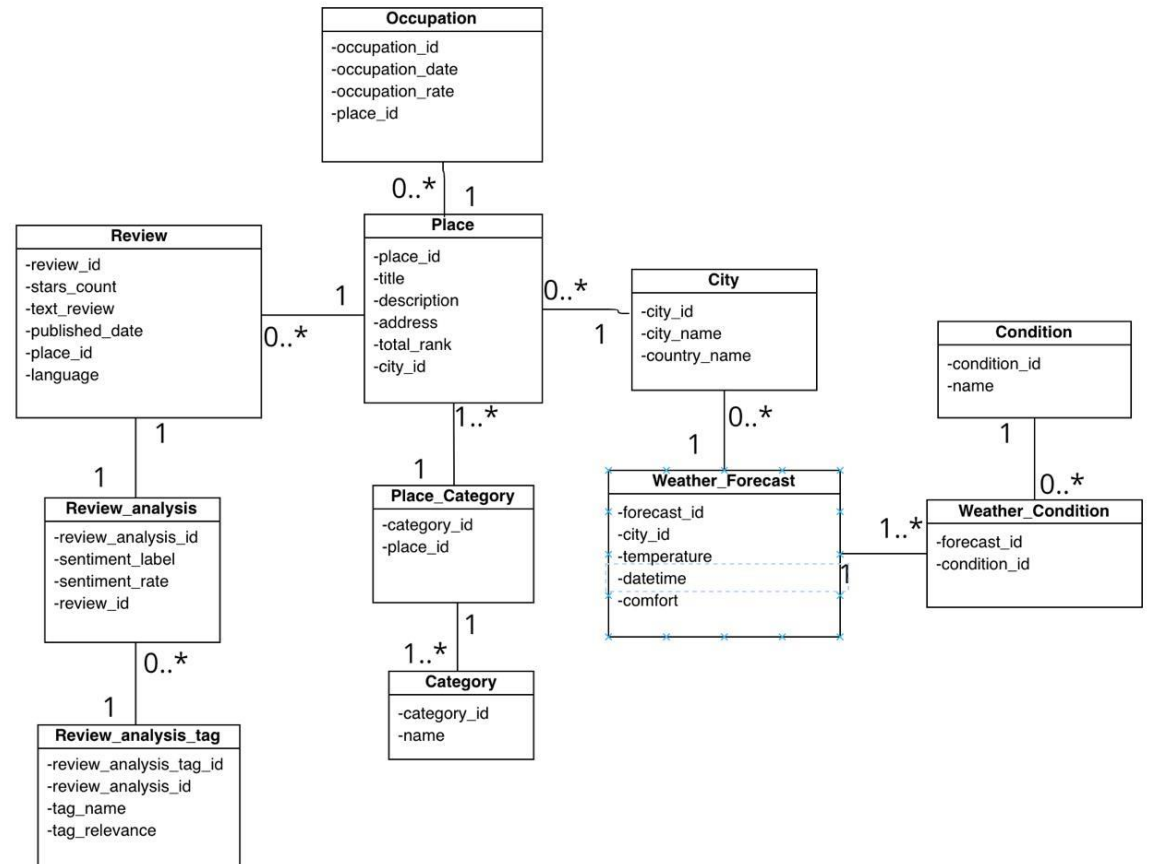 Occupation
-occupation_id
-occupation_date
-occupation_rate
-place_id
0..*
1
Review
-review_id
-stars_count
-text_review
-published_date
-place_id
-language
1
0..*
Place
-place_id
-title
-description
-address
-total_rank
-city_id
0..*
1
City
-city_id
-city_name
-country_name
Condition
-condition_id
-name
1
1
1..*
1
0..*
1
1
0..*
Review_analysis
-review_analysis_id
-sentiment_label
-sentiment_rate
-review_id
Place_Category
-category_id
-place_id
Weather_Forecast
-forecast_id
-city_id
-temperature
-datetime
-comfort
1..*
1
Weather_Condition
-forecast_id
-condition_id
0..*
1
1
1..*
Review_analysis_tag
-review_analysis_tag_id
-review_analysis_id
-tag_name
-tag_relevance
Category
-category_id
-name